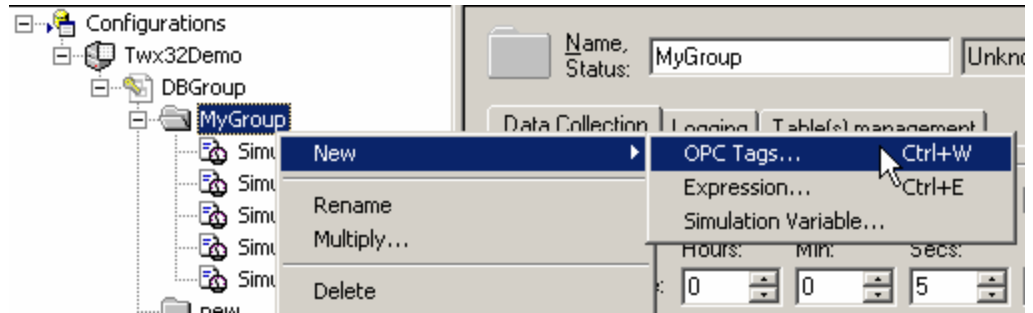 Configurations
Twx32Demo
DBGroup
MyGroup
Simu
Simu
Simu
Simu
Simu
new
New
Rename
Multiply...
Delete
Name,
Status:
MyGroup
Unkno
Data Collection Logging Table(s) management
OPC Tags... Ctrl+W
Expression... Ctrl+E
Simulation Variable...
Hours: Min: Secs:
0 0 5